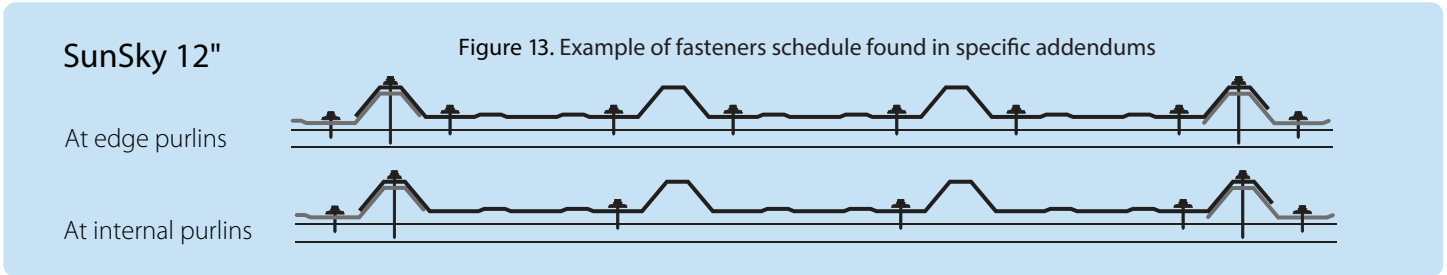 SunSky 12"
Figure 13. Example of fasteners schedule found in specific addendums
At edge purlins
At internal purlins